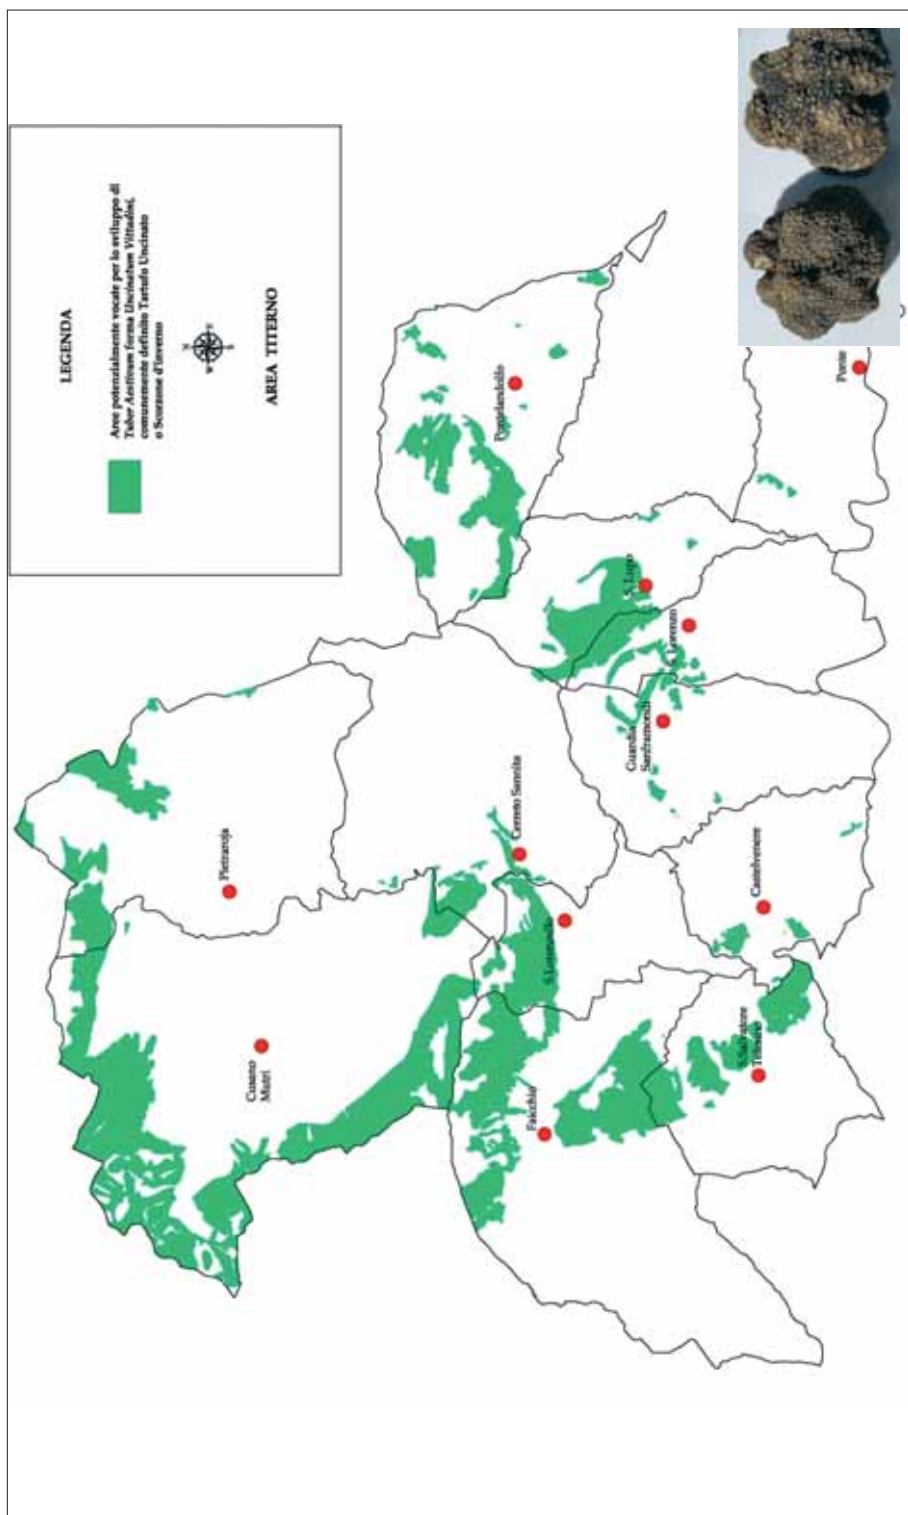 LEGENDA
Aree potenzialmente vocate per lo sviluppo di
Tuber Aestivum forma Uncinatum Vittadini,
comunemente definito Tartufo Uncinato
o Scorzone d'inverno
N
W E
S
AREA TITERNO
Pietraroja
Cusano
Mutri
Cerreto Sannita
Pontelandolfo
S. Lupo
S. Lorenzo
Guardia
Sanframondi
S. Lorenzello
Faicchio
Castelvenere
S. Salvatore
Telesino
Ponte